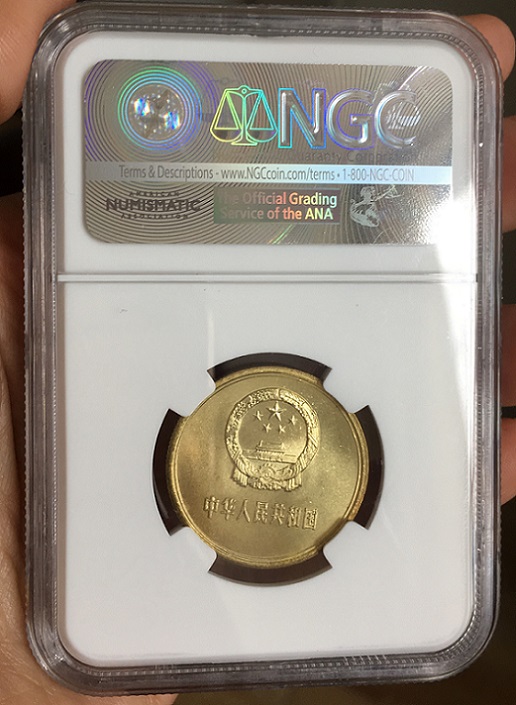 NGC
Terms & Descriptions - www.NGCcoin.com/terms • 1-800-NGC-COIN
AMERICAN
NUMISMATIC
ASSOCIATION
The Official Grading
Service of the ANA
中华人民共和国